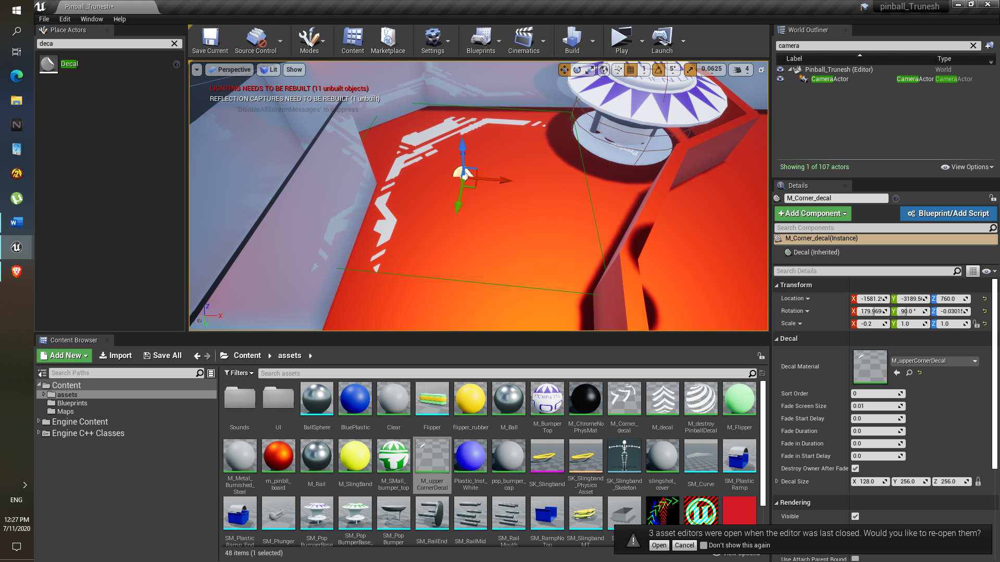 Pinball_Trunesh*
pinball_Trunesh
File Edit Window Help
Place Actors
deca
Decal
Save Current
Source Control
Modes
Content
Marketplace
Settings
Blueprints
Cinematics
Build
Play
Launch
Perspective
Lit
Show
1
5°
0.0625
4
LIGHTING NEEDS TO BE REBUILT (11 unbuilt objects)
REFLECTION CAPTURES NEED TO BE REBUILT (1 unbuilt)
'DisableAllScreenMessages' to suppress
Z
X
World Outliner
camera
Label Type
Pinball_Trunesh (Editor) World
CameraActor CameraActor CameraActor
Showing 1 of 107 actors
View Options
Details
M_Corner_decal
+Add Component
Blueprint/Add Script
Search Components
M_Corner_decal(Instance)
Decal (Inherited)
Search Details
Transform
Location X Y Z 760.0
Rotation X Y 90.0 ° Z
Scale X -0.2 Y 1.0 Z 1.0
Decal
Decal Material
M_upperCornerDecal
Sort Order 0
Fade Screen Size 0.01
Fade Start Delay 0.0
Fade Duration 0.0
Fade in Duration 0.0
Fade in Start Delay 0.0
Destroy Owner After Fade
Decal Size X 128.0 Y 256.0 Z 256.0
Rendering
Visible
Use Attach Parent Bound
Content Browser
Add New
Import
Save All
Content
assets
Search Paths
Filters
Search assets
Content
assets
Blueprints
Maps
Engine Content
Engine C++ Classes
POINTS
Sounds
UI
BallSphere
BluePlastic
Clear
Flipper
flipper_rubber
M_Ball
M_Bumper
Top
M_ChromeNo
PhysMat
M_Corner_
decal
M_decal
M_destroy
PinballDecal
M_Flipper
M_Metal_
Burnished_
Steel
m_pinbll_
board
M_Rail
M_SlingBand
M_SMall_
bumper_top
M_upper
CornerDecal
Plastic_Inst_
White
pop_bumper_
cap
SK_Slingband
SK_Slingband
_Physics
Asset
SK_Slingband
_Skeleton
slingshot_
cover
SM_Curve
SM_Plastic
Ramp
SM_Plastic
Ramp_End
SM_Plunger
SM_Pop
BumperBase
SM_Pop
BumperBase_
SM_Pop
Bumper
SM_RailEnd
SM_RailMid
SM_Rail
Mouth
SM_RampNo
Top
SM_Slingband
MT
48 items (1 selected)
View Options
3 asset editors were open when the editor was last closed. Would you like to re-open them?
Open
Cancel
Don't show this again
ENG
12:27 PM
7/11/2020